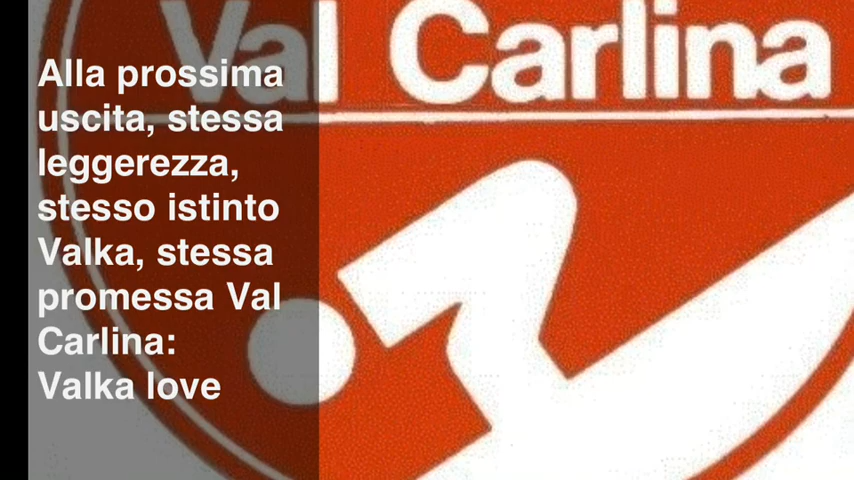 Val Carlina
Alla prossima
uscita, stessa
leggerezza,
stesso istinto
Valka, stessa
promessa Val
Carlina:
Valka love